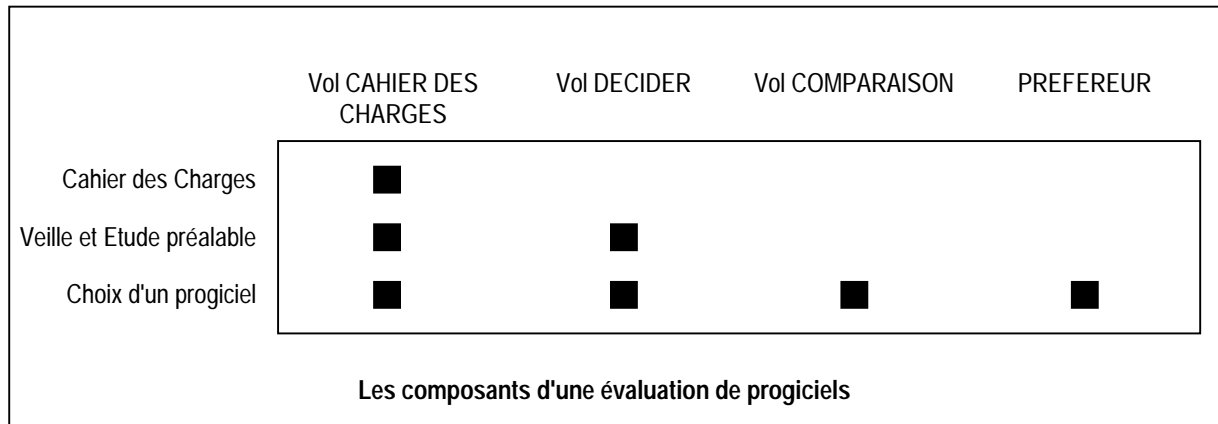 Vol CAHIER DES Vol DECIDER Vol COMPARAISON PREFEREUR
CHARGES
Cahier des Charges
Veille et Etude préalable
Choix d'un progiciel
Les composants d'une évaluation de progiciels